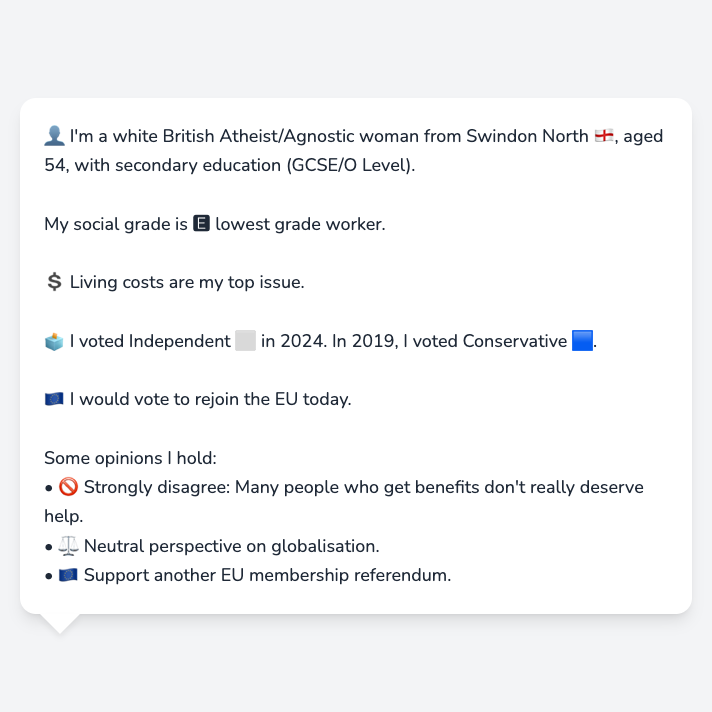 👤 I'm a white British Atheist/Agnostic woman from Swindon North 🏴󠁧󠁢󠁥󠁮󠁧󠁿, aged
54, with secondary education (GCSE/O Level).
My social grade is 🅴 lowest grade worker.
💲 Living costs are my top issue.
🗳️ I voted Independent ⬜ in 2024. In 2019, I voted Conservative 🟦.
🇪🇺 I would vote to rejoin the EU today.
Some opinions I hold:
• 🚫 Strongly disagree: Many people who get benefits don't really deserve
help.
• ⚖️ Neutral perspective on globalisation.
• 🇪🇺 Support another EU membership referendum.